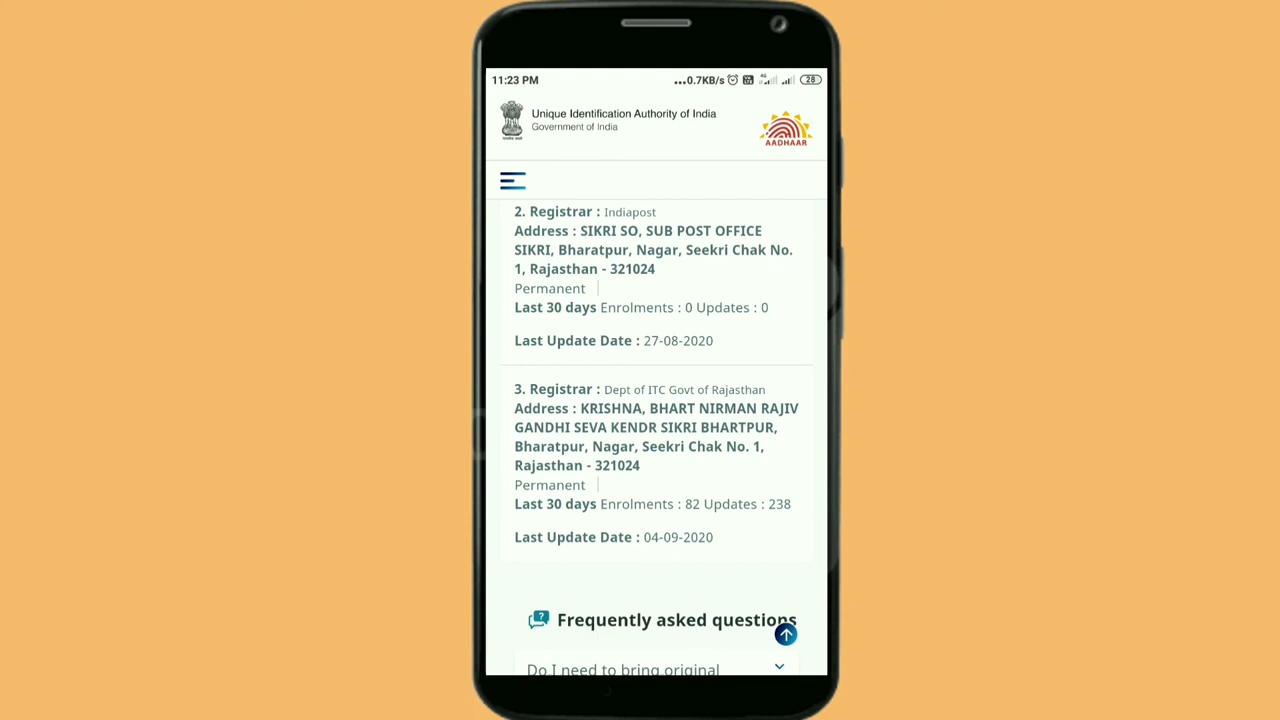 11:23 PM
...0.7KB/s
4G
28
Unique Identification Authority of India
Government of India
AADHAAR
2. Registrar : Indiapost
Address : SIKRI SO, SUB POST OFFICE
SIKRI, Bharatpur, Nagar, Seekri Chak No.
1, Rajasthan - 321024
Permanent
Last 30 days Enrolments : 0 Updates : 0
Last Update Date : 27-08-2020
3. Registrar : Dept of ITC Govt of Rajasthan
Address : KRISHNA, BHART NIRMAN RAJIV
GANDHI SEVA KENDR SIKRI BHARTPUR,
Bharatpur, Nagar, Seekri Chak No. 1,
Rajasthan - 321024
Permanent
Last 30 days Enrolments : 82 Updates : 238
Last Update Date : 04-09-2020
Frequently asked questions
Do I need to bring original